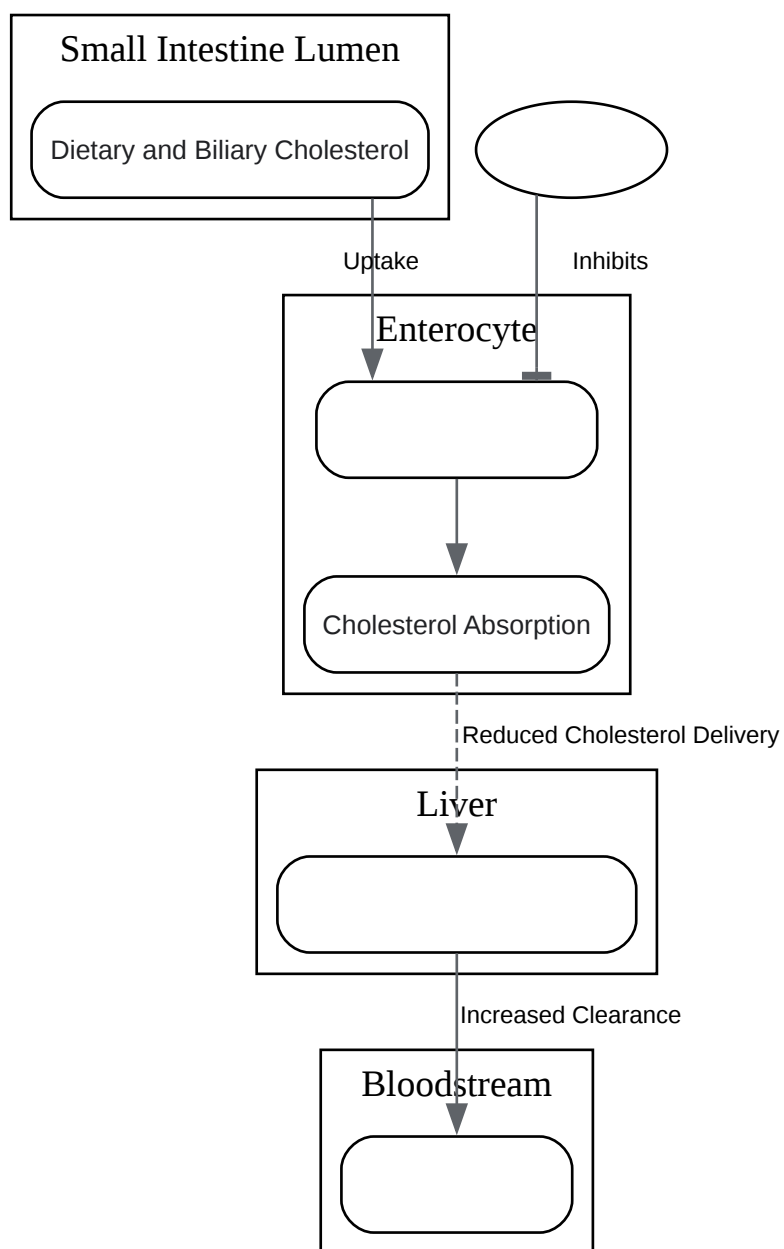 Small Intestine Lumen
Dietary and Biliary Cholesterol
Uptake
Inhibits
Enterocyte
Cholesterol Absorption
Reduced Cholesterol Delivery
Liver
Increased Clearance
Bloodstream